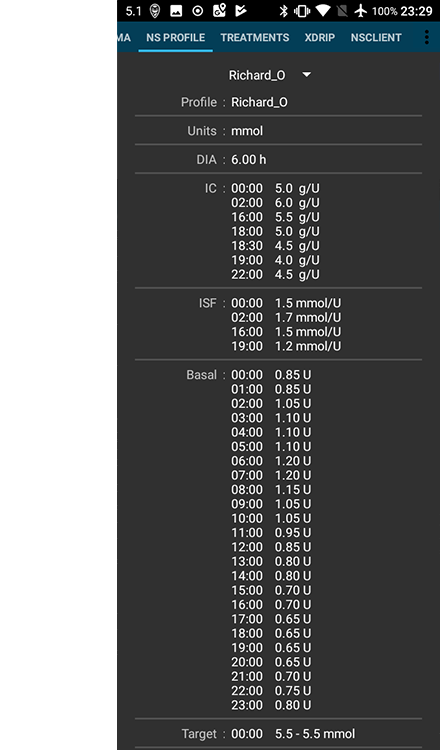 5.1 100% 23:29
MA NS PROFILE TREATMENTS XDRIP NSCLIENT
Richard_O
Profile : Richard_O
Units : mmol
DIA : 6.00 h
IC : 00:00 5.0 g/U
02:00 6.0 g/U
16:00 5.5 g/U
18:00 5.0 g/U
18:30 4.5 g/U
19:00 4.0 g/U
22:00 4.5 g/U
ISF : 00:00 1.5 mmol/U
02:00 1.7 mmol/U
16:00 1.5 mmol/U
19:00 1.2 mmol/U
Basal : 00:00 0.85 U
01:00 0.85 U
02:00 1.05 U
03:00 1.10 U
04:00 1.10 U
05:00 1.10 U
06:00 1.20 U
07:00 1.20 U
08:00 1.15 U
09:00 1.05 U
10:00 1.05 U
11:00 0.95 U
12:00 0.85 U
13:00 0.80 U
14:00 0.80 U
15:00 0.70 U
16:00 0.70 U
17:00 0.65 U
18:00 0.65 U
19:00 0.65 U
20:00 0.65 U
21:00 0.70 U
22:00 0.75 U
23:00 0.80 U
Target : 00:00 5.5 - 5.5 mmol